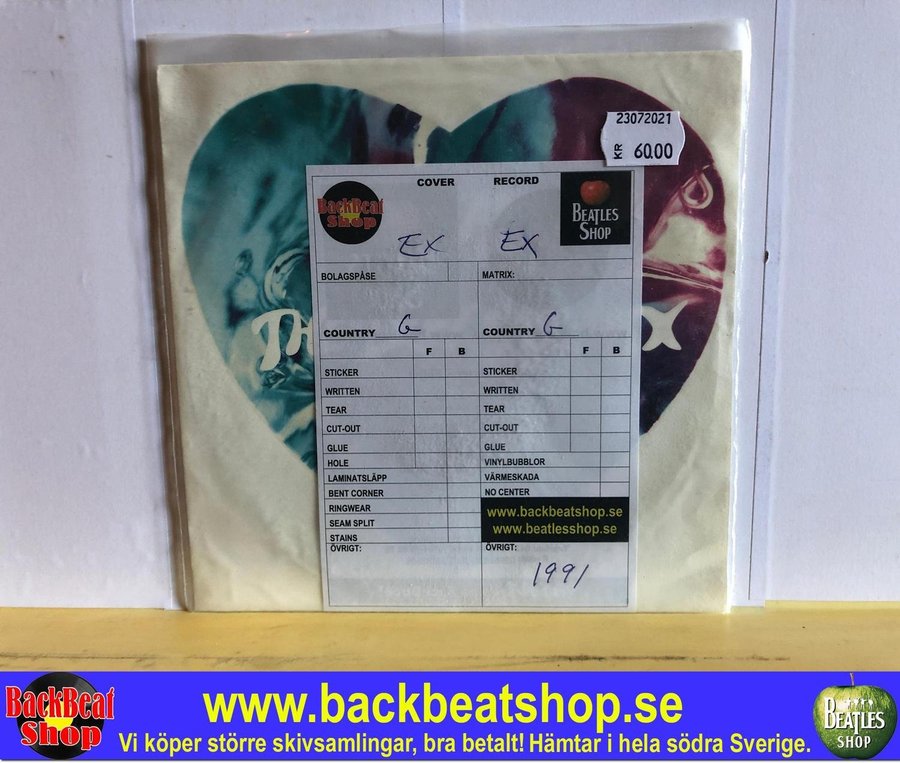 23072021
KR 60.00
COVER RECORD
BackBeat Shop
BEATLES SHOP
EX EX
BOLAGSPÅSE MATRIX:
COUNTRY G COUNTRY G
TH X
F B F B
STICKER STICKER
WRITTEN WRITTEN
TEAR TEAR
CUT-OUT CUT-OUT
GLUE GLUE
HOLE VINYLBUBBLOR
LAMINATSLÄPP VÄRMESKADA
BENT CORNER NO CENTER
RINGWEAR www.backbeatshop.se
SEAM SPLIT www.beatlesshop.se
STAINS
ÖVRIGT: ÖVRIGT:
1991
BackBeat Shop
www.backbeatshop.se
Vi köper större skivsamlingar, bra betalt! Hämtar i hela södra Sverige.
BEATLES SHOP